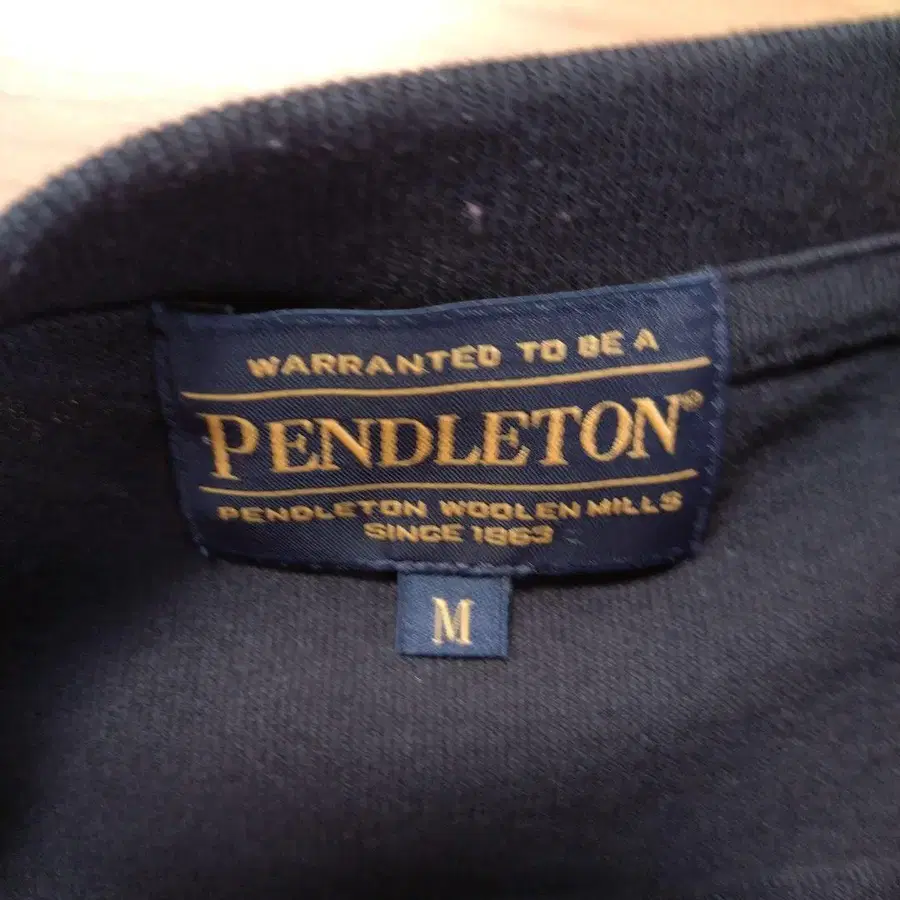 WARRANTED TO BE A
PENDLETON®
PENDLETON WOOLEN MILLS
SINCE 1863
M